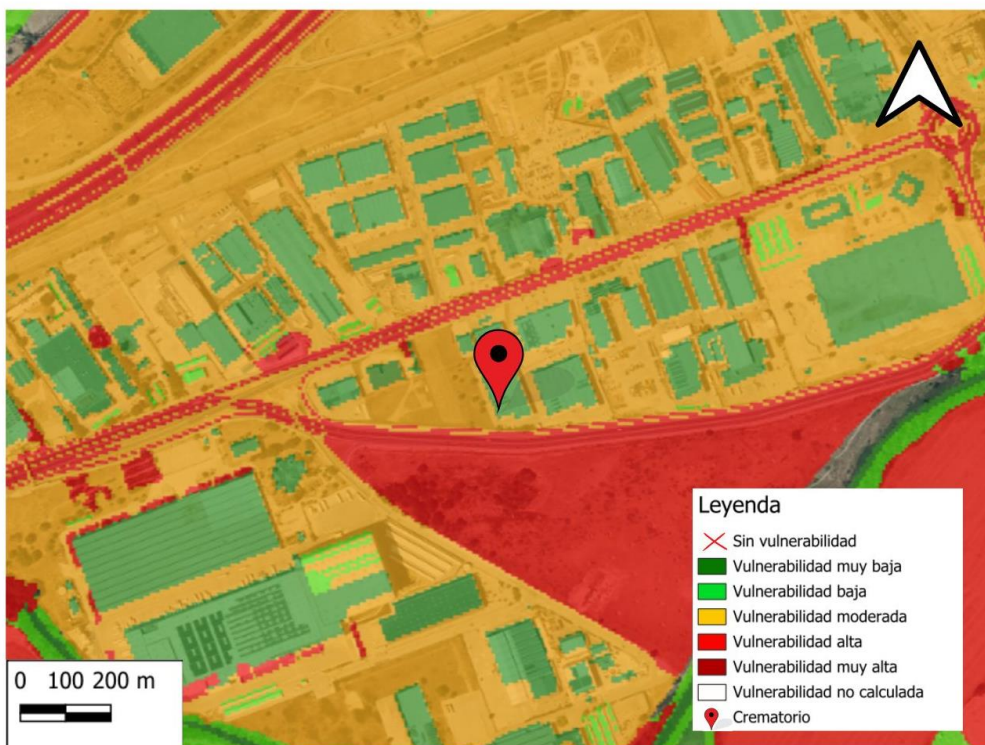 Leyenda
Sin vulnerabilidad
Vulnerabilidad muy baja
Vulnerabilidad baja
Vulnerabilidad moderada
Vulnerabilidad alta
Vulnerabilidad muy alta
Vulnerabilidad no calculada
Crematorio
0 100 200 m